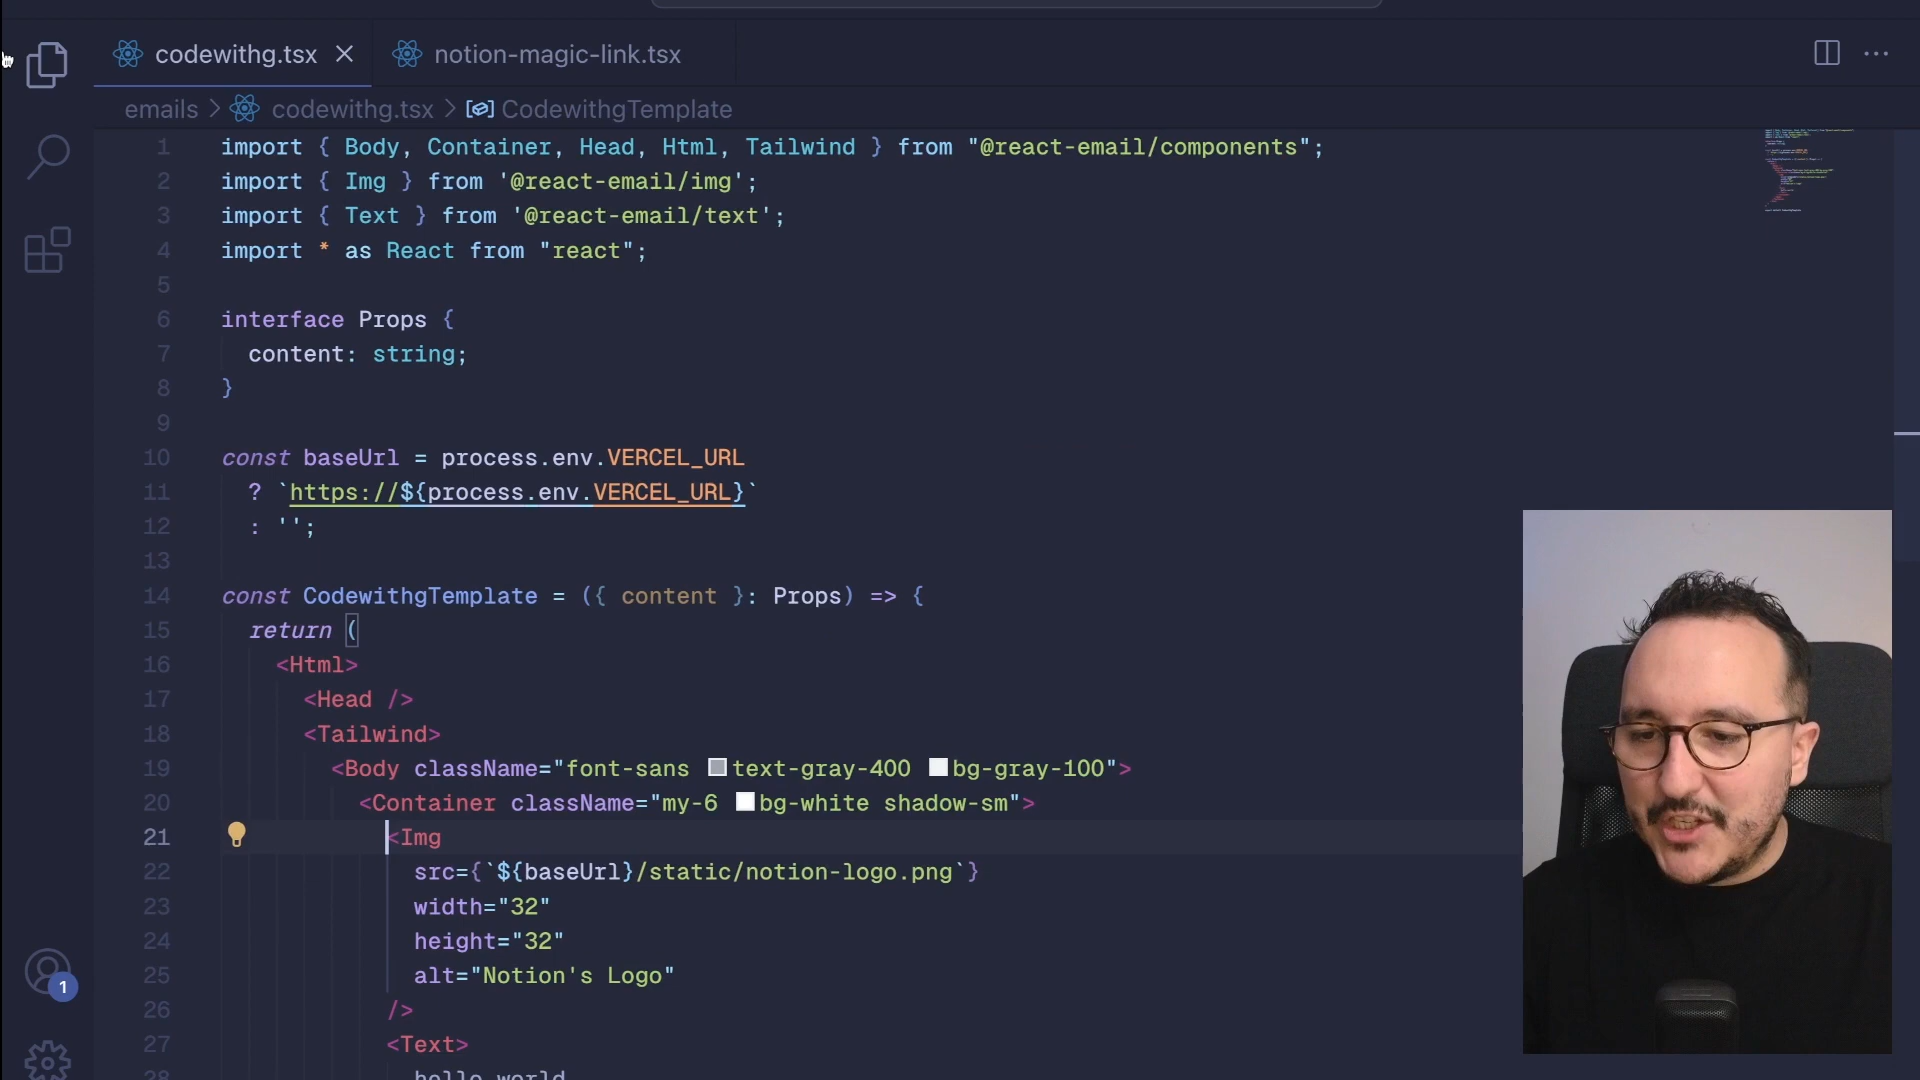 codewithg.tsx
notion-magic-link.tsx
emails > codewithg.tsx > CodewithgTemplate
1 import { Body, Container, Head, Html, Tailwind } from "@react-email/components";
2 import { Img } from '@react-email/img';
3 import { Text } from '@react-email/text';
4 import * as React from "react";
5
6 interface Props {
7 content: string;
8 }
9
10 const baseUrl = process.env.VERCEL_URL
11 ? `https://${process.env.VERCEL_URL}`
12 : '';
13
14 const CodewithgTemplate = ({ content }: Props) => {
15 return (
16 <Html>
17 <Head />
18 <Tailwind>
19 <Body className="font-sans text-gray-400 bg-gray-100">
20 <Container className="my-6 bg-white shadow-sm">
21 <Img
22 src={`${baseUrl}/static/notion-logo.png`}
23 width="32"
24 height="32"
25 alt="Notion's Logo"
26 />
27 <Text>
28 hello world
1